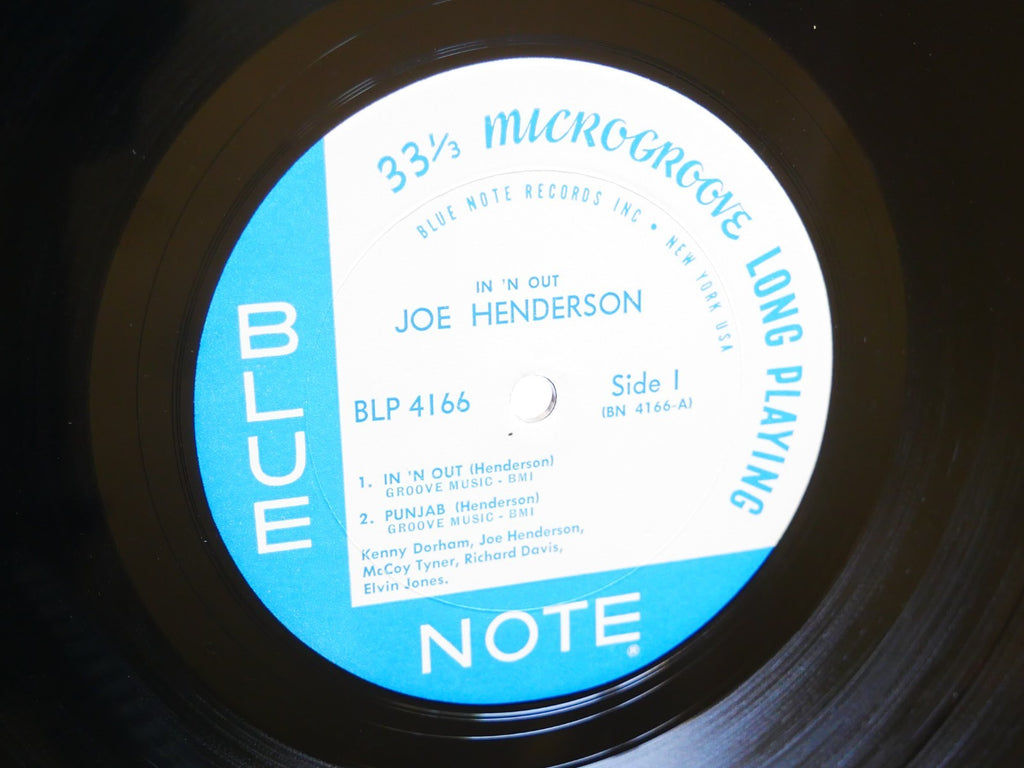 33⅓ MICROGROOVE LONG PLAYING
BLUE NOTE RECORDS INC • NEW YORK USA
IN 'N OUT
JOE HENDERSON
BLP 4166
Side 1
(BN 4166-A)
1. IN 'N OUT (Henderson)
GROOVE MUSIC - BMI
2. PUNJAB (Henderson)
GROOVE MUSIC - BMI
Kenny Dorham, Joe Henderson,
McCoy Tyner, Richard Davis,
Elvin Jones.
BLUE
NOTE®